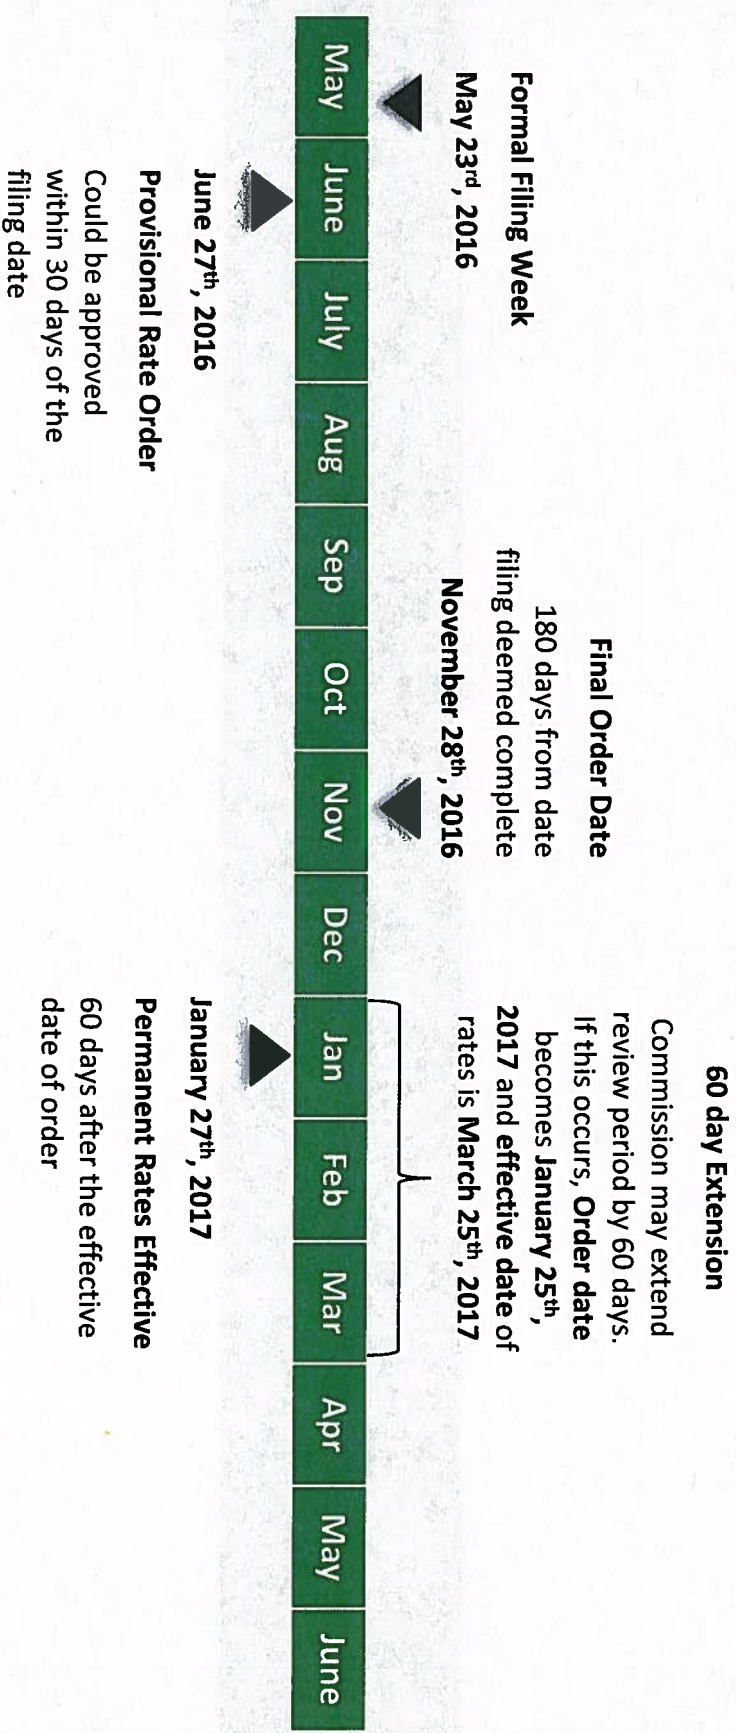 Formal Filing Week
May 23rd, 2016
Final Order Date
180 days from date
filing deemed complete
November 28th, 2016
60 day Extension
Commission may extend
review period by 60 days.
If this occurs, Order date
becomes January 25th,
2017 and effective date of
rates is March 25th, 2017
May June July Aug Sep Oct Nov Dec Jan Feb Mar Apr May June
June 27th, 2016
Provisional Rate Order
Could be approved
within 30 days of the
filing date
January 27th, 2017
Permanent Rates Effective
60 days after the effective
date of order